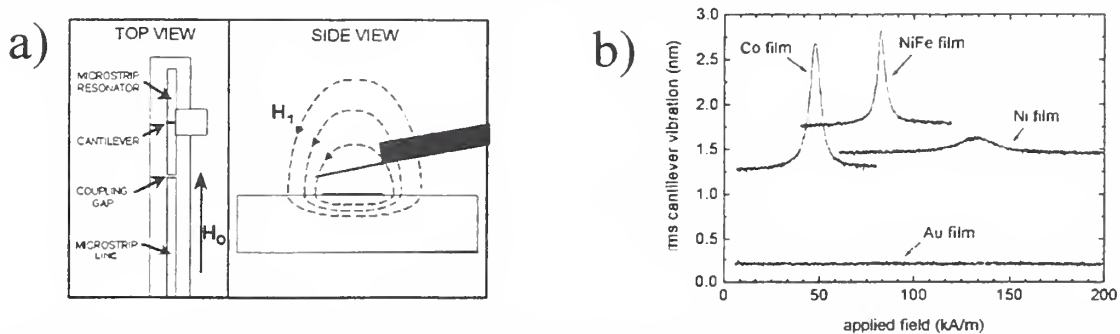 a)
TOP VIEW
MICROSTRIP
RESONATOR
CANTILEVER
COUPLING
GAP
MICROSTRIP
LINE
H₀
SIDE VIEW
H₁
b)
rms cantilever vibration (nm)
3.0
2.5
2.0
1.5
1.0
0.5
0.0
Co film
NiFe film
Ni film
Au film
0
50
100
150
200
applied field (kA/m)